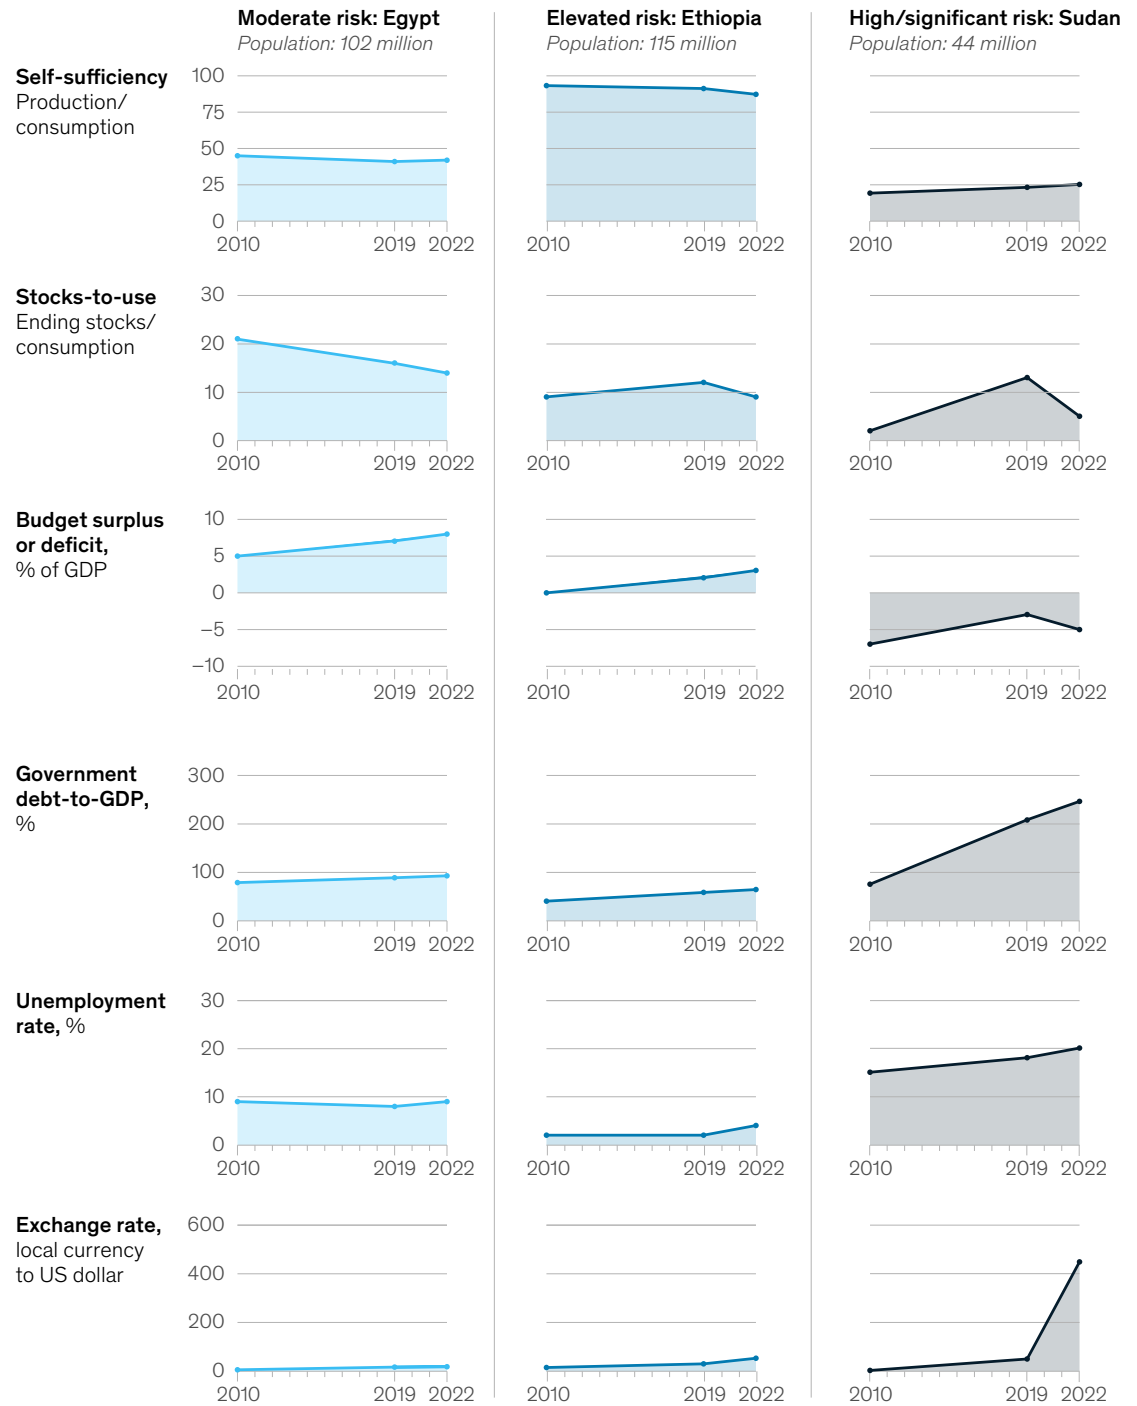 Moderate risk: Egypt
Population: 102 million
Elevated risk: Ethiopia
Population: 115 million
High/significant risk: Sudan
Population: 44 million
Self-sufficiency
Production/
consumption
100
75
50
25
0
2010 2019 2022
2010 2019 2022
2010 2019 2022
Stocks-to-use
Ending stocks/
consumption
30
20
10
0
2010 2019 2022
2010 2019 2022
2010 2019 2022
Budget surplus
or deficit,
% of GDP
10
5
0
–5
–10
2010 2019 2022
2010 2019 2022
2010 2019 2022
Government
debt-to-GDP,
%
300
200
100
0
2010 2019 2022
2010 2019 2022
2010 2019 2022
Unemployment
rate, %
30
20
10
0
2010 2019 2022
2010 2019 2022
2010 2019 2022
Exchange rate,
local currency
to US dollar
600
400
200
0
2010 2019 2022
2010 2019 2022
2010 2019 2022